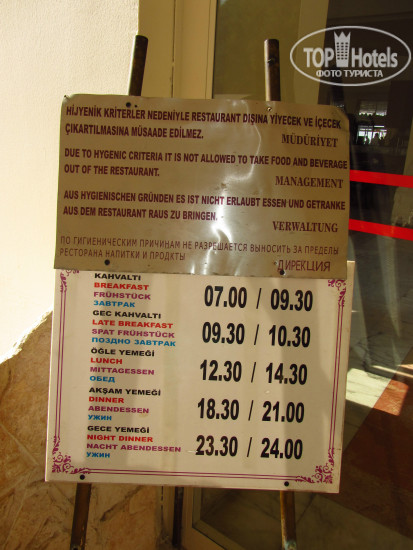 TOPHotels
ФОТО ТУРИСТА
HİJYENİK KRİTERLER NEDENİYLE RESTAURANT DIŞINA YİYECEK VE İÇECEK
ÇIKARTILMASINA MÜSAADE EDİLMEZ.
MÜDÜRİYET
DUE TO HYGENIC CRITERIA IT IS NOT ALLOWED TO TAKE FOOD AND BEVERAGE
OUT OF THE RESTAURANT.
MANAGEMENT
AUS HYGIENISCHEN GRÜNDEN ES IST NICHT ERLAUBT ESSEN UND GETRANKE
AUS DEM RESTAURANT RAUS ZU BRINGEN.
VERWALTUNG
ПО ГИГИЕНИЧЕСКИМ ПРИЧИНАМ НЕ РАЗРЕШАЕТСЯ ВЫНОСИТЬ ЗА ПРЕДЕЛЫ
РЕСТОРАНА НАПИТКИ И ПРОДКТЫ
ДИРЕКЦИЯ
KAHVALTI
BREAKFAST
FRÜHSTÜCK
ЗАВТРАК
07.00 / 09.30
GEC KAHVALTI
LATE BREAKFAST
SPAT FRÜHSTÜCK
ПОЗДНО ЗАВТРАК
09.30 / 10.30
ÖGLE YEMEĞİ
LUNCH
MITTAGESSEN
ОБЕД
12.30 / 14.30
AKŞAM YEMEĞİ
DINNER
ABENDESSEN
УЖИН
18.30 / 21.00
GECE YEMEĞİ
NIGHT DINNER
NACHT ABENDESSEN
УЖИН
23.30 / 24.00